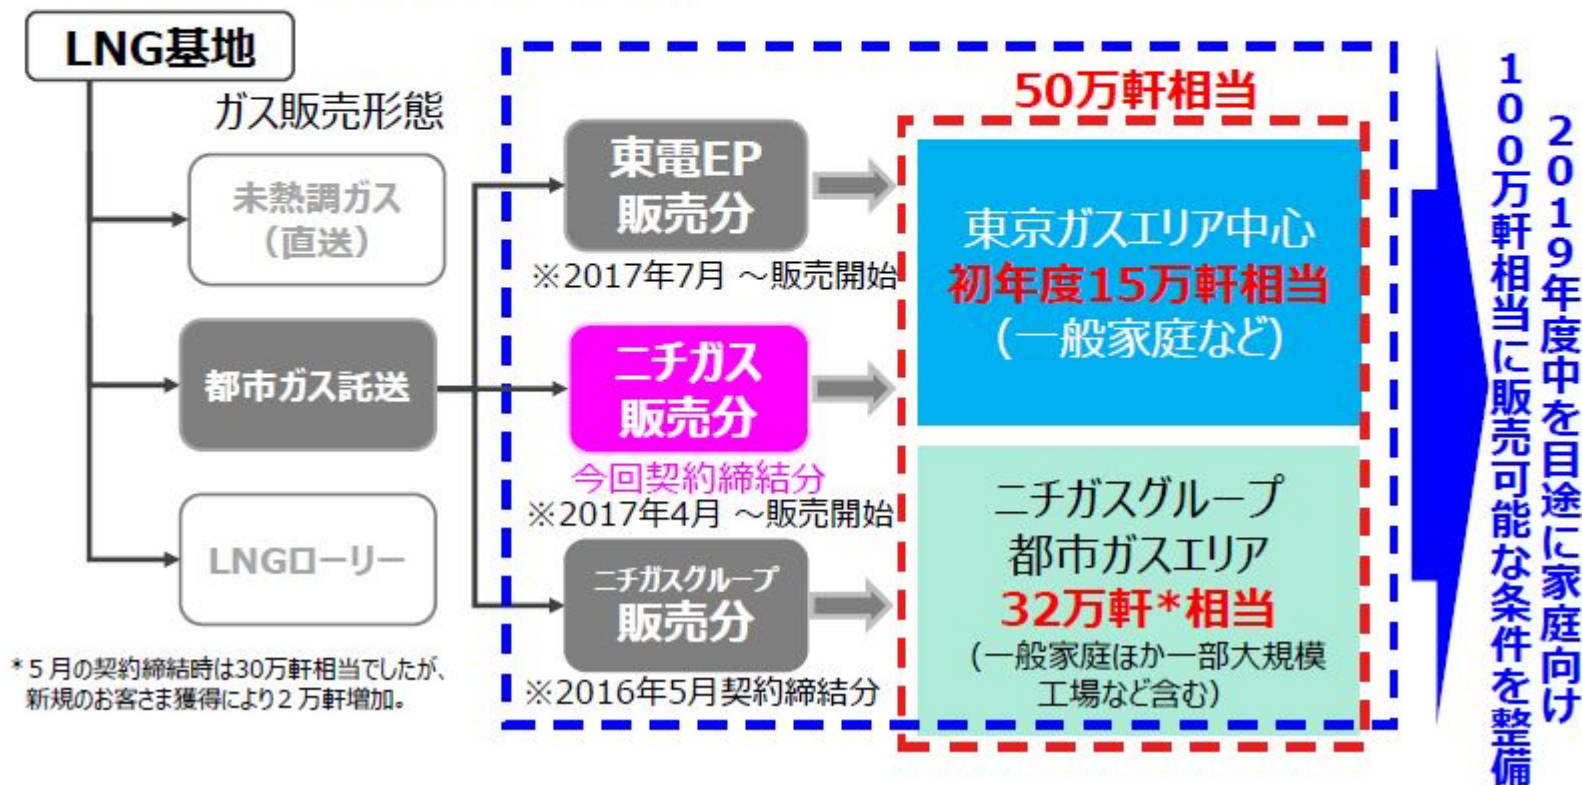 LNG基地
ガス販売形態
未熱調ガス
(直送)
都市ガス託送
LNGローリー
*5月の契約締結時は30万軒相当でしたが、
新規のお客さま獲得により2万軒増加。
東電EP
販売分
※2017年7月 ~販売開始
ニチガス
販売分
今回契約締結分
※2017年4月 ~販売開始
ニチガスグループ
販売分
※2016年5月契約締結分
50万軒相当
東京ガスエリア中心
初年度15万軒相当
(一般家庭など)
ニチガスグループ
都市ガスエリア
32万軒*相当
(一般家庭ほか一部大規模
工場など含む)
2019年度中を目途に家庭向け
100万軒相当に販売可能な条件を整備